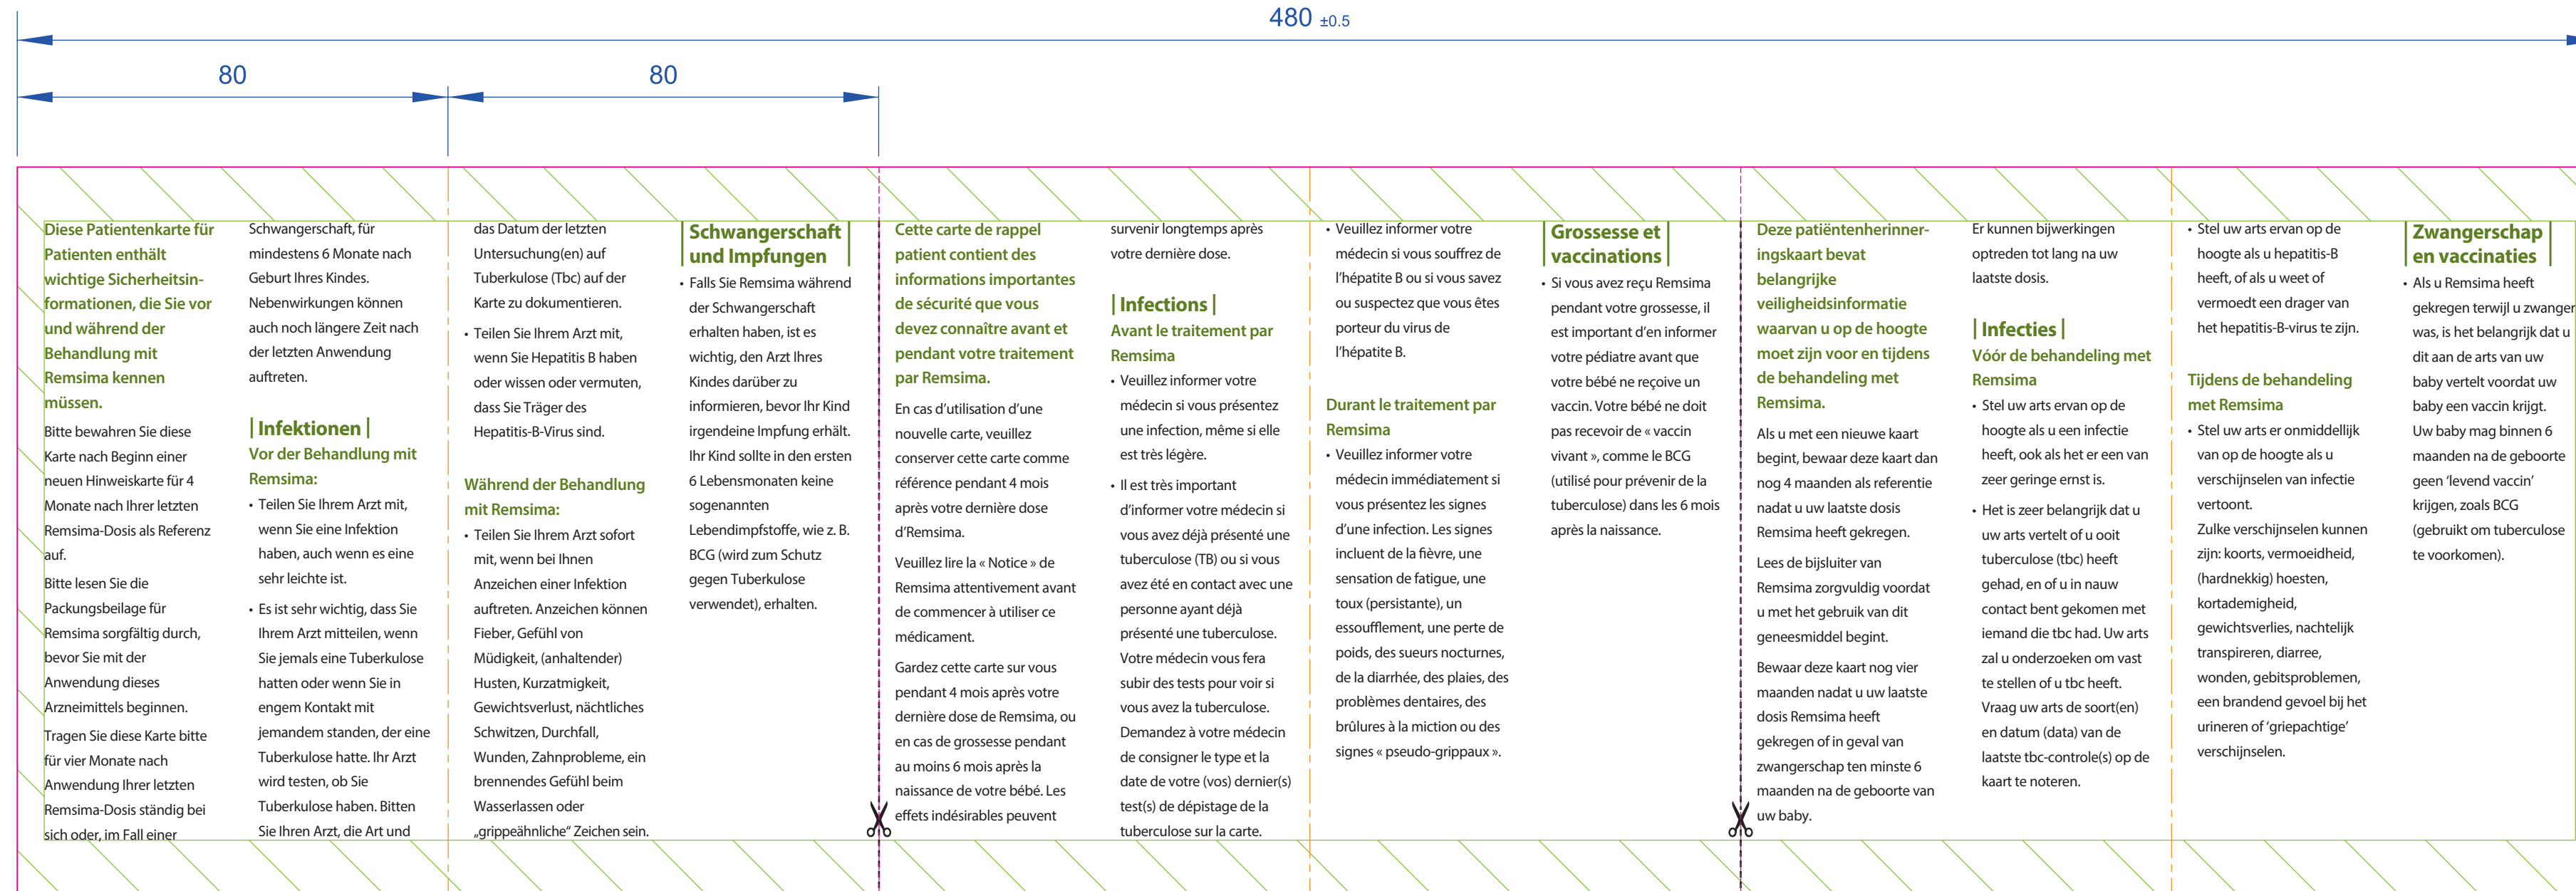 480 ±0.5
80
80
Diese Patientenkarte für
Patienten enthält
wichtige Sicherheitsin-
formationen, die Sie vor
und während der
Behandlung mit
Remsima kennen
müssen.
Bitte bewahren Sie diese
Karte nach Beginn einer
neuen Hinweiskarte für 4
Monate nach Ihrer letzten
Remsima-Dosis als Referenz
auf.
Bitte lesen Sie die
Packungsbeilage für
Remsima sorgfältig durch,
bevor Sie mit der
Anwendung dieses
Arzneimittels beginnen.
Tragen Sie diese Karte bitte
für vier Monate nach
Anwendung Ihrer letzten
Remsima-Dosis ständig bei
sich oder, im Fall einer
Schwangerschaft, für
mindestens 6 Monate nach
Geburt Ihres Kindes.
Nebenwirkungen können
auch noch längere Zeit nach
der letzten Anwendung
auftreten.
| Infektionen |
Vor der Behandlung mit
Remsima:
• Teilen Sie Ihrem Arzt mit,
wenn Sie eine Infektion
haben, auch wenn es eine
sehr leichte ist.
• Es ist sehr wichtig, dass Sie
Ihrem Arzt mitteilen, wenn
Sie jemals eine Tuberkulose
hatten oder wenn Sie in
engem Kontakt mit
jemandem standen, der eine
Tuberkulose hatte. Ihr Arzt
wird testen, ob Sie
Tuberkulose haben. Bitten
Sie Ihren Arzt, die Art und
das Datum der letzten
Untersuchung(en) auf
Tuberkulose (Tbc) auf der
Karte zu dokumentieren.
• Teilen Sie Ihrem Arzt mit,
wenn Sie Hepatitis B haben
oder wissen oder vermuten,
dass Sie Träger des
Hepatitis-B-Virus sind.
Während der Behandlung
mit Remsima:
• Teilen Sie Ihrem Arzt sofort
mit, wenn bei Ihnen
Anzeichen einer Infektion
auftreten. Anzeichen können
Fieber, Gefühl von
Müdigkeit, (anhaltender)
Husten, Kurzatmigkeit,
Gewichtsverlust, nächtliches
Schwitzen, Durchfall,
Wunden, Zahnprobleme, ein
brennendes Gefühl beim
Wasserlassen oder
„grippeähnliche“ Zeichen sein.
Schwangerschaft
und Impfungen
• Falls Sie Remsima während
der Schwangerschaft
erhalten haben, ist es
wichtig, den Arzt Ihres
Kindes darüber zu
informieren, bevor Ihr Kind
irgendeine Impfung erhält.
Ihr Kind sollte in den ersten
6 Lebensmonaten keine
sogenannten
Lebendimpfstoffe, wie z. B.
BCG (wird zum Schutz
gegen Tuberkulose
verwendet), erhalten.
Cette carte de rappel
patient contient des
informations importantes
de sécurité que vous
devez connaître avant et
pendant votre traitement
par Remsima.
En cas d’utilisation d’une
nouvelle carte, veuillez
conserver cette carte comme
référence pendant 4 mois
après votre dernière dose
d’Remsima.
Veuillez lire la « Notice » de
Remsima attentivement avant
de commencer à utiliser ce
médicament.
Gardez cette carte sur vous
pendant 4 mois après votre
dernière dose de Remsima, ou
en cas de grossesse pendant
au moins 6 mois après la
naissance de votre bébé. Les
effets indésirables peuvent
survenir longtemps après
votre dernière dose.
| Infections |
Avant le traitement par
Remsima
• Veuillez informer votre
médecin si vous présentez
une infection, même si elle
est très légère.
• Il est très important
d’informer votre médecin si
vous avez déjà présenté une
tuberculose (TB) ou si vous
avez été en contact avec une
personne ayant déjà
présenté une tuberculose.
Votre médecin vous fera
subir des tests pour voir si
vous avez la tuberculose.
Demandez à votre médecin
de consigner le type et la
date de votre (vos) dernier(s)
test(s) de dépistage de la
tuberculose sur la carte.
• Veuillez informer votre
médecin si vous souffrez de
l’hépatite B ou si vous savez
ou suspectez que vous êtes
porteur du virus de
l’hépatite B.
Durant le traitement par
Remsima
• Veuillez informer votre
médecin immédiatement si
vous présentez les signes
d’une infection. Les signes
incluent de la fièvre, une
sensation de fatigue, une
toux (persistante), un
essoufflement, une perte de
poids, des sueurs nocturnes,
de la diarrhée, des plaies, des
problèmes dentaires, des
brûlures à la miction ou des
signes « pseudo-grippaux ».
Grossesse et
vaccinations
• Si vous avez reçu Remsima
pendant votre grossesse, il
est important d’en informer
votre pédiatre avant que
votre bébé ne reçoive un
vaccin. Votre bébé ne doit
pas recevoir de « vaccin
vivant », comme le BCG
(utilisé pour prévenir de la
tuberculose) dans les 6 mois
après la naissance.
Deze patiëntenherinner-
ingskaart bevat
belangrijke
veiligheidsinformatie
waarvan u op de hoogte
moet zijn voor en tijdens
de behandeling met
Remsima.
Als u met een nieuwe kaart
begint, bewaar deze kaart dan
nog 4 maanden als referentie
nadat u uw laatste dosis
Remsima heeft gekregen.
Lees de bijsluiter van
Remsima zorgvuldig voordat
u met het gebruik van dit
geneesmiddel begint.
Bewaar deze kaart nog vier
maanden nadat u uw laatste
dosis Remsima heeft
gekregen of in geval van
zwangerschap ten minste 6
maanden na de geboorte van
uw baby.
Er kunnen bijwerkingen
optreden tot lang na uw
laatste dosis.
| Infecties |
Vóór de behandeling met
Remsima
• Stel uw arts ervan op de
hoogte als u een infectie
heeft, ook als het er een van
zeer geringe ernst is.
• Het is zeer belangrijk dat u
uw arts vertelt of u ooit
tuberculose (tbc) heeft
gehad, en of u in nauw
contact bent gekomen met
iemand die tbc had. Uw arts
zal u onderzoeken om vast
te stellen of u tbc heeft.
Vraag uw arts de soort(en)
en datum (data) van de
laatste tbc-controle(s) op de
kaart te noteren.
• Stel uw arts ervan op de
hoogte als u hepatitis-B
heeft, of als u weet of
vermoedt een drager van
het hepatitis-B-virus te zijn.
Tijdens de behandeling
met Remsima
• Stel uw arts er onmiddellijk
van op de hoogte als u
verschijnselen van infectie
vertoont.
Zulke verschijnselen kunnen
zijn: koorts, vermoeidheid,
(hardnekkig) hoesten,
kortademigheid,
gewichtsverlies, nachtelijk
transpireren, diarree,
wonden, gebitsproblemen,
een brandend gevoel bij het
urineren of ‘griepachtige’
verschijnselen.
Zwangerschap
en vaccinaties
• Als u Remsima heeft
gekregen terwijl u zwanger
was, is het belangrijk dat u
dit aan de arts van uw
baby vertelt voordat uw
baby een vaccin krijgt.
Uw baby mag binnen 6
maanden na de geboorte
geen ‘levend vaccin’
krijgen, zoals BCG
(gebruikt om tuberculose
te voorkomen).